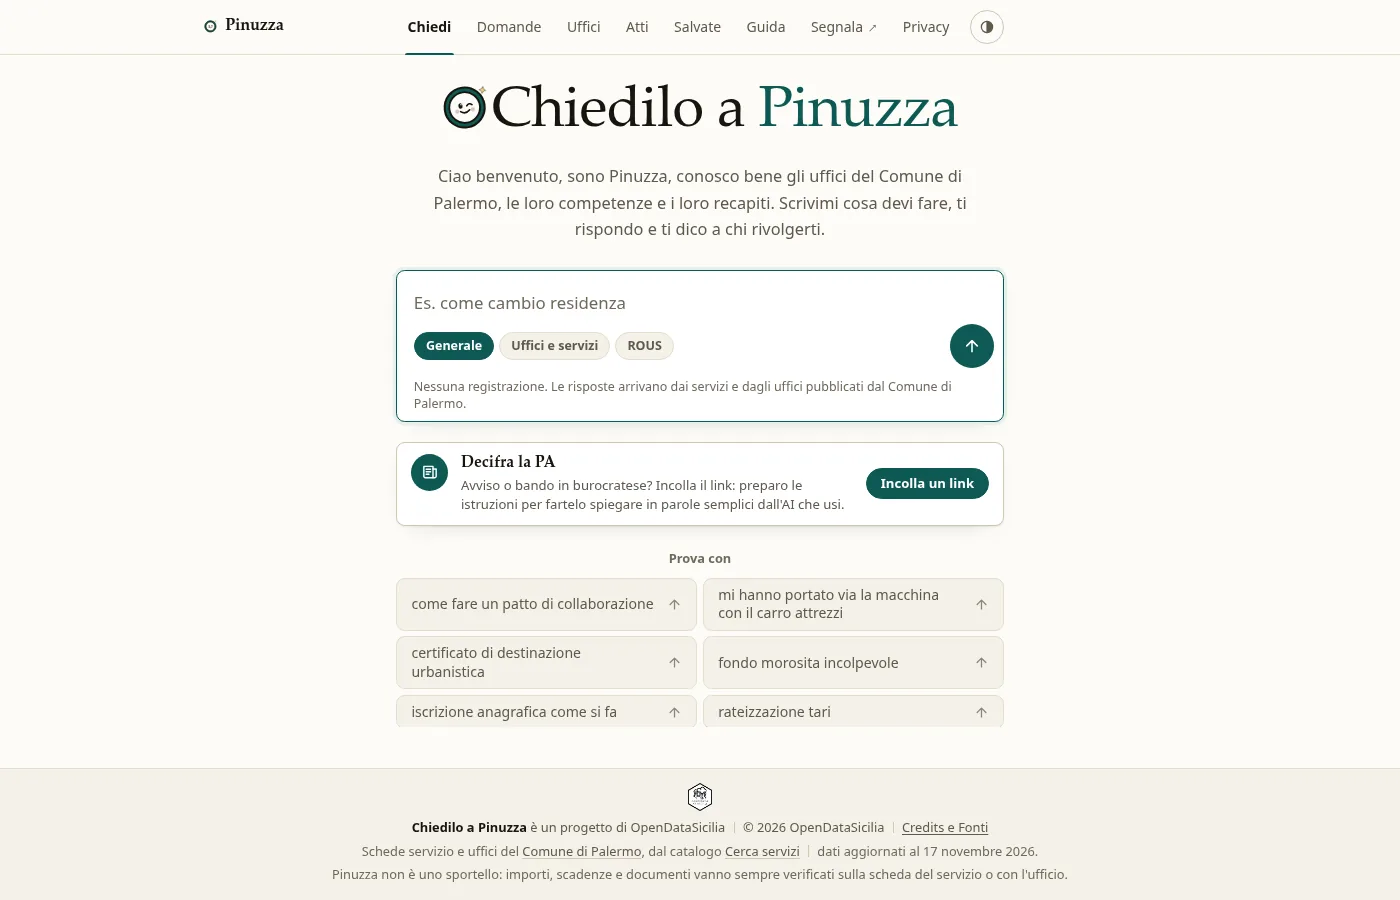 Pinuzza
Chiedi
Domande
Uffici
Atti
Salvate
Guida
Segnala ↗
Privacy
Chiedilo a Pinuzza
Ciao benvenuto, sono Pinuzza, conosco bene gli uffici del Comune di
Palermo, le loro competenze e i loro recapiti. Scrivimi cosa devi fare, ti
rispondo e ti dico a chi rivolgerti.
Es. come cambio residenza
Generale
Uffici e servizi
ROUS
Nessuna registrazione. Le risposte arrivano dai servizi e dagli uffici pubblicati dal Comune di
Palermo.
Decifra la PA
Avviso o bando in burocratese? Incolla il link: preparo le
istruzioni per fartelo spiegare in parole semplici dall'AI che usi.
Incolla un link
Prova con
come fare un patto di collaborazione
mi hanno portato via la macchina
con il carro attrezzi
certificato di destinazione
urbanistica
fondo morosita incolpevole
iscrizione anagrafica come si fa
rateizzazione tari
Chiedilo a Pinuzza è un progetto di OpenDataSicilia
© 2026 OpenDataSicilia
Credits e Fonti
Schede servizio e uffici del Comune di Palermo, dal catalogo Cerca servizi
dati aggiornati al 17 novembre 2026.
Pinuzza non è uno sportello: importi, scadenze e documenti vanno sempre verificati sulla scheda del servizio o con l'ufficio.